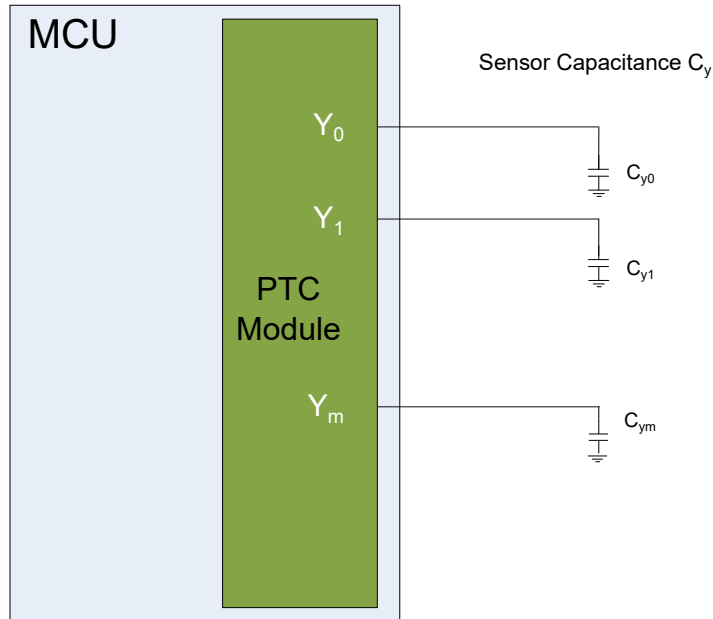 MCU
Sensor Capacitance Cy
Y0
Cy0
Y1
Cy1
PTC
Module
Ym
Cym